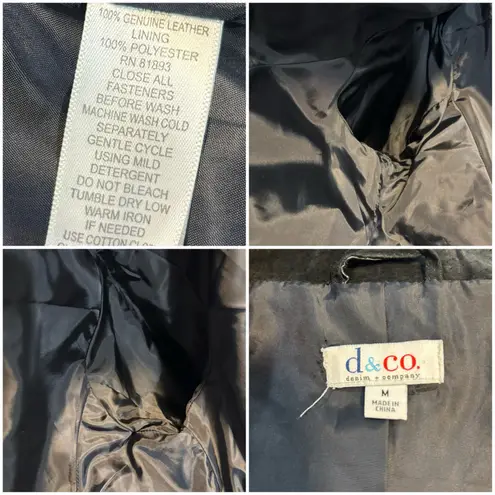 100% GENUINE LEATHER
LINING
100% POLYESTER
RN 81893
CLOSE ALL
FASTENERS
BEFORE WASH
MACHINE WASH COLD
SEPARATELY
GENTLE CYCLE
USING MILD
DETERGENT
DO NOT BLEACH
TUMBLE DRY LOW
WARM IRON
IF NEEDED
USE COTTON
d&co.
denim + company
M
MADE IN
CHINA